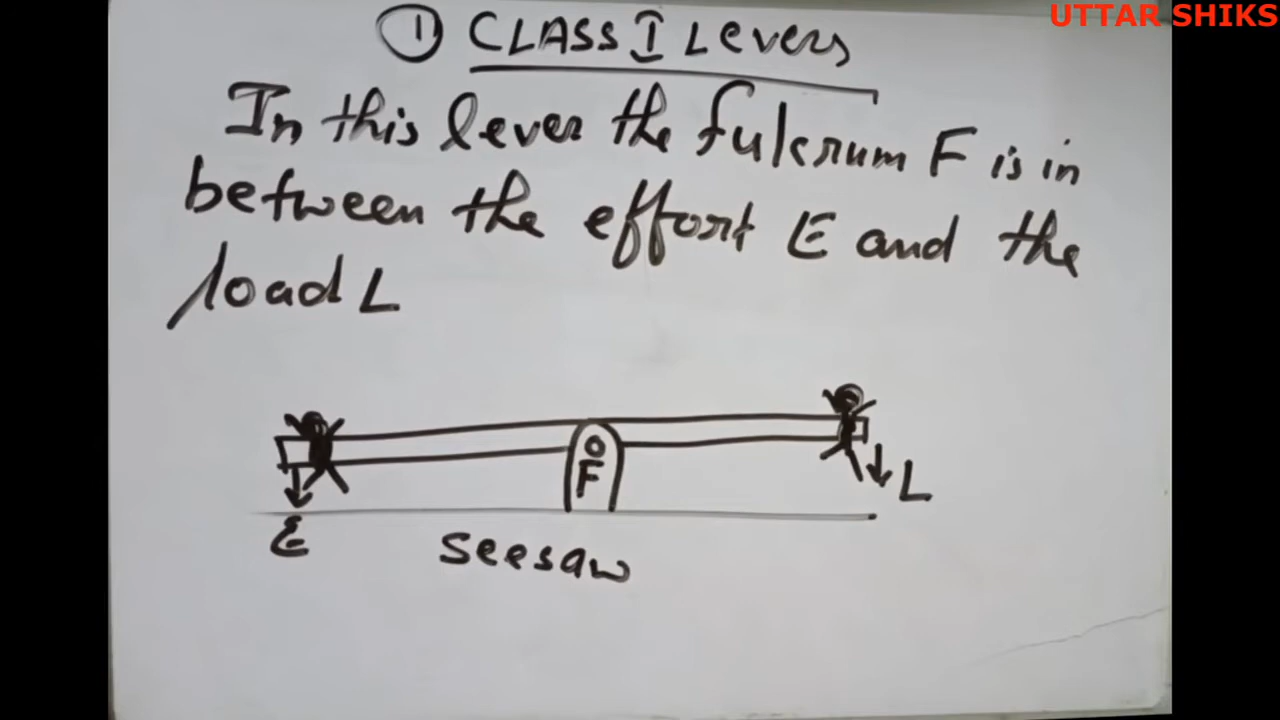 UTTAR SHIKS
① CLASS I Levers
In this lever the fulcrum F is in
between the effort E and the
load L
F
L
E
Seesaw